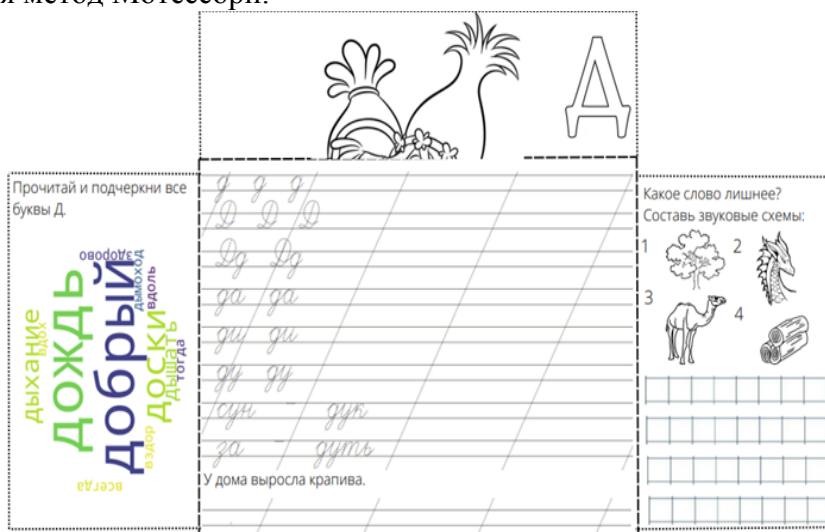 я метод Мотессори.
Д
Прочитай и подчеркни все
буквы Д.
здорово
дымоход
вдоль
дыхание
вдох
дождь
добрый
доски
дышать
тогда
вздор
всегда
д д д
Д Д Д
Дд Дд
да да
ди ди
ду ду
сун - дук
за - дуть
У дома выросла крапива.
Какое слово лишнее?
Составь звуковые схемы:
1 2
3 4